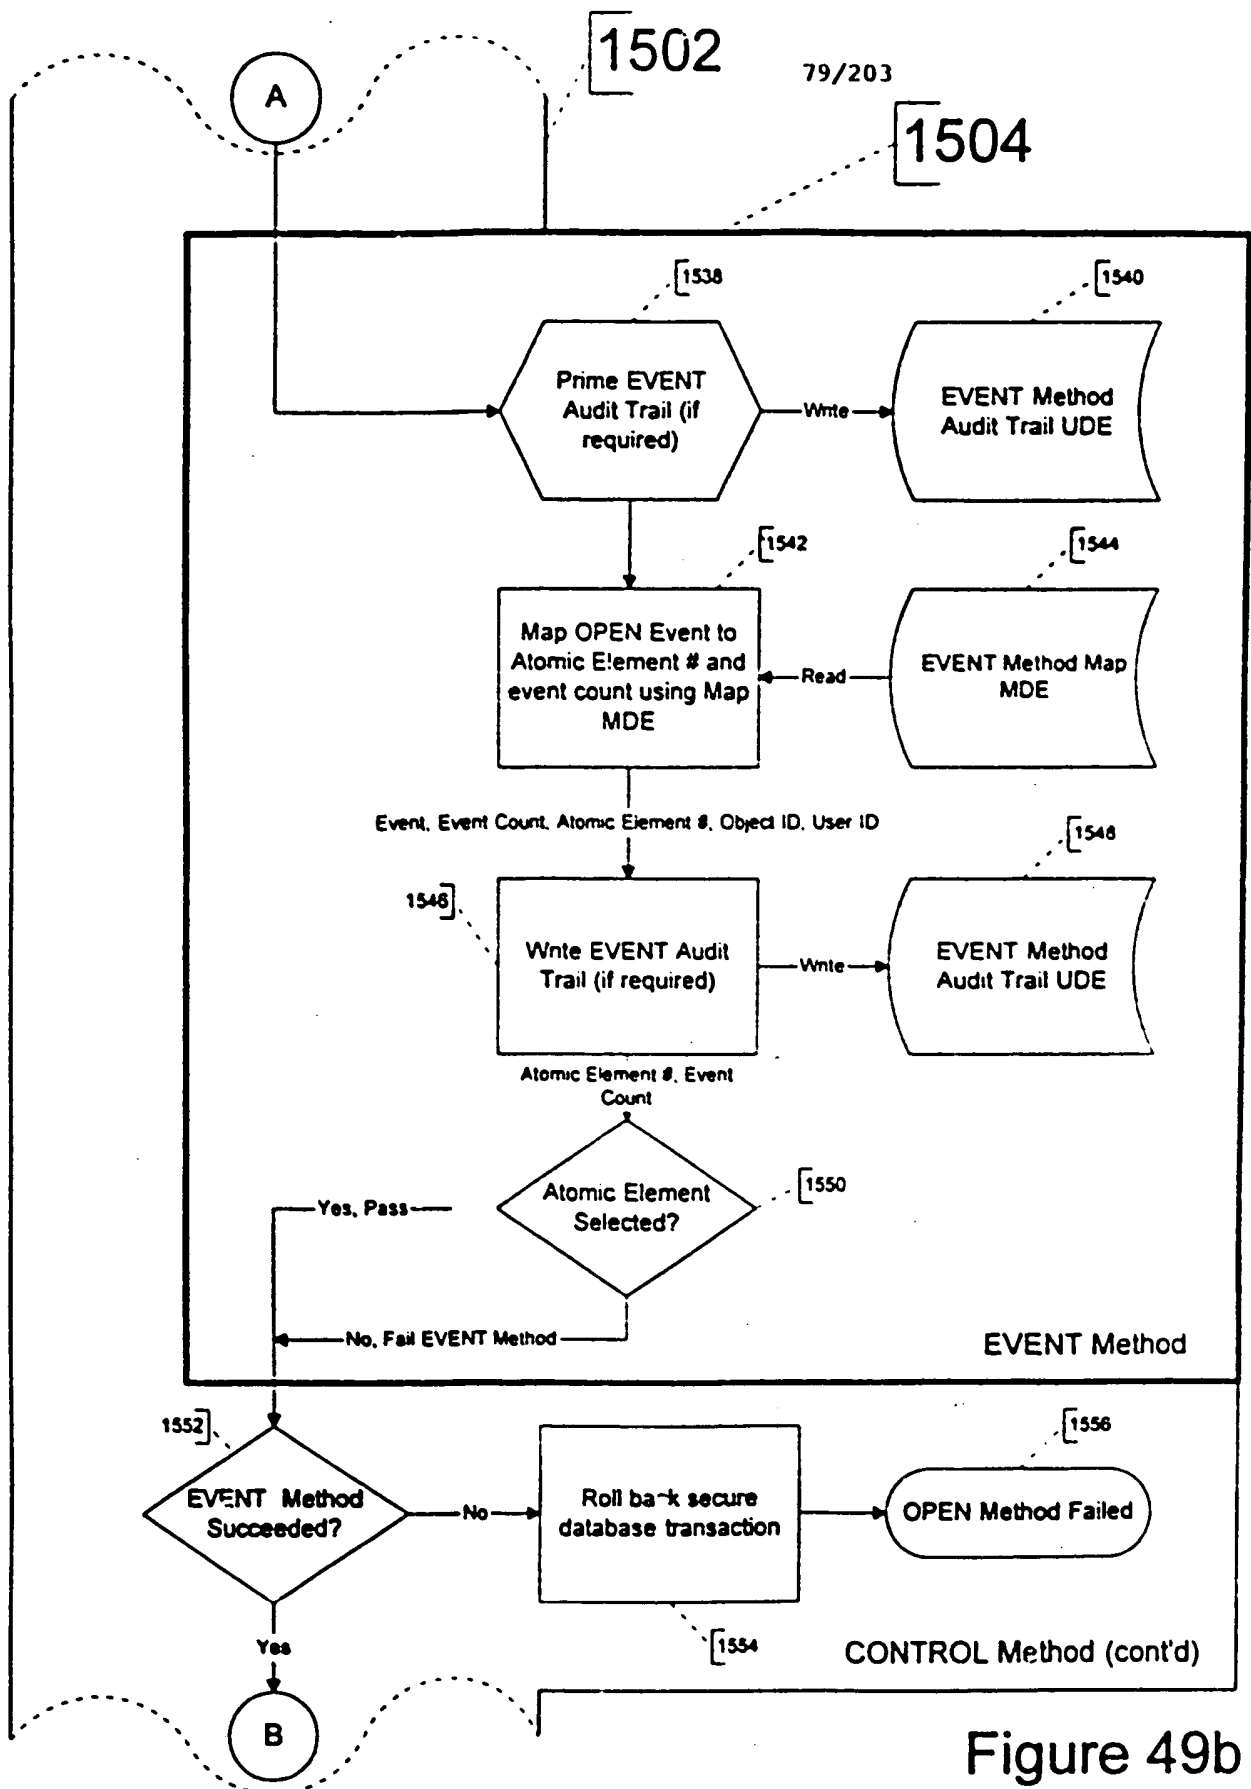 1502
79/203
A
1504
1538
1540
Prime EVENT
Audit Trail (if
required)
Write
EVENT Method
Audit Trail UDE
1542
1544
Map OPEN Event to
Atomic Element # and
event count using Map
MDE
Read
EVENT Method Map
MDE
Event, Event Count, Atomic Element #, Object ID, User ID
1546
1548
Write EVENT Audit
Trail (if required)
Write
EVENT Method
Audit Trail UDE
Atomic Element #, Event
Count
Atomic Element
Selected?
1550
Yes, Pass
No, Fail EVENT Method
EVENT Method
1552
1556
EVENT Method
Succeeded?
No
Roll back secure
database transaction
OPEN Method Failed
Yes
1554
CONTROL Method (cont'd)
B
Figure 49b